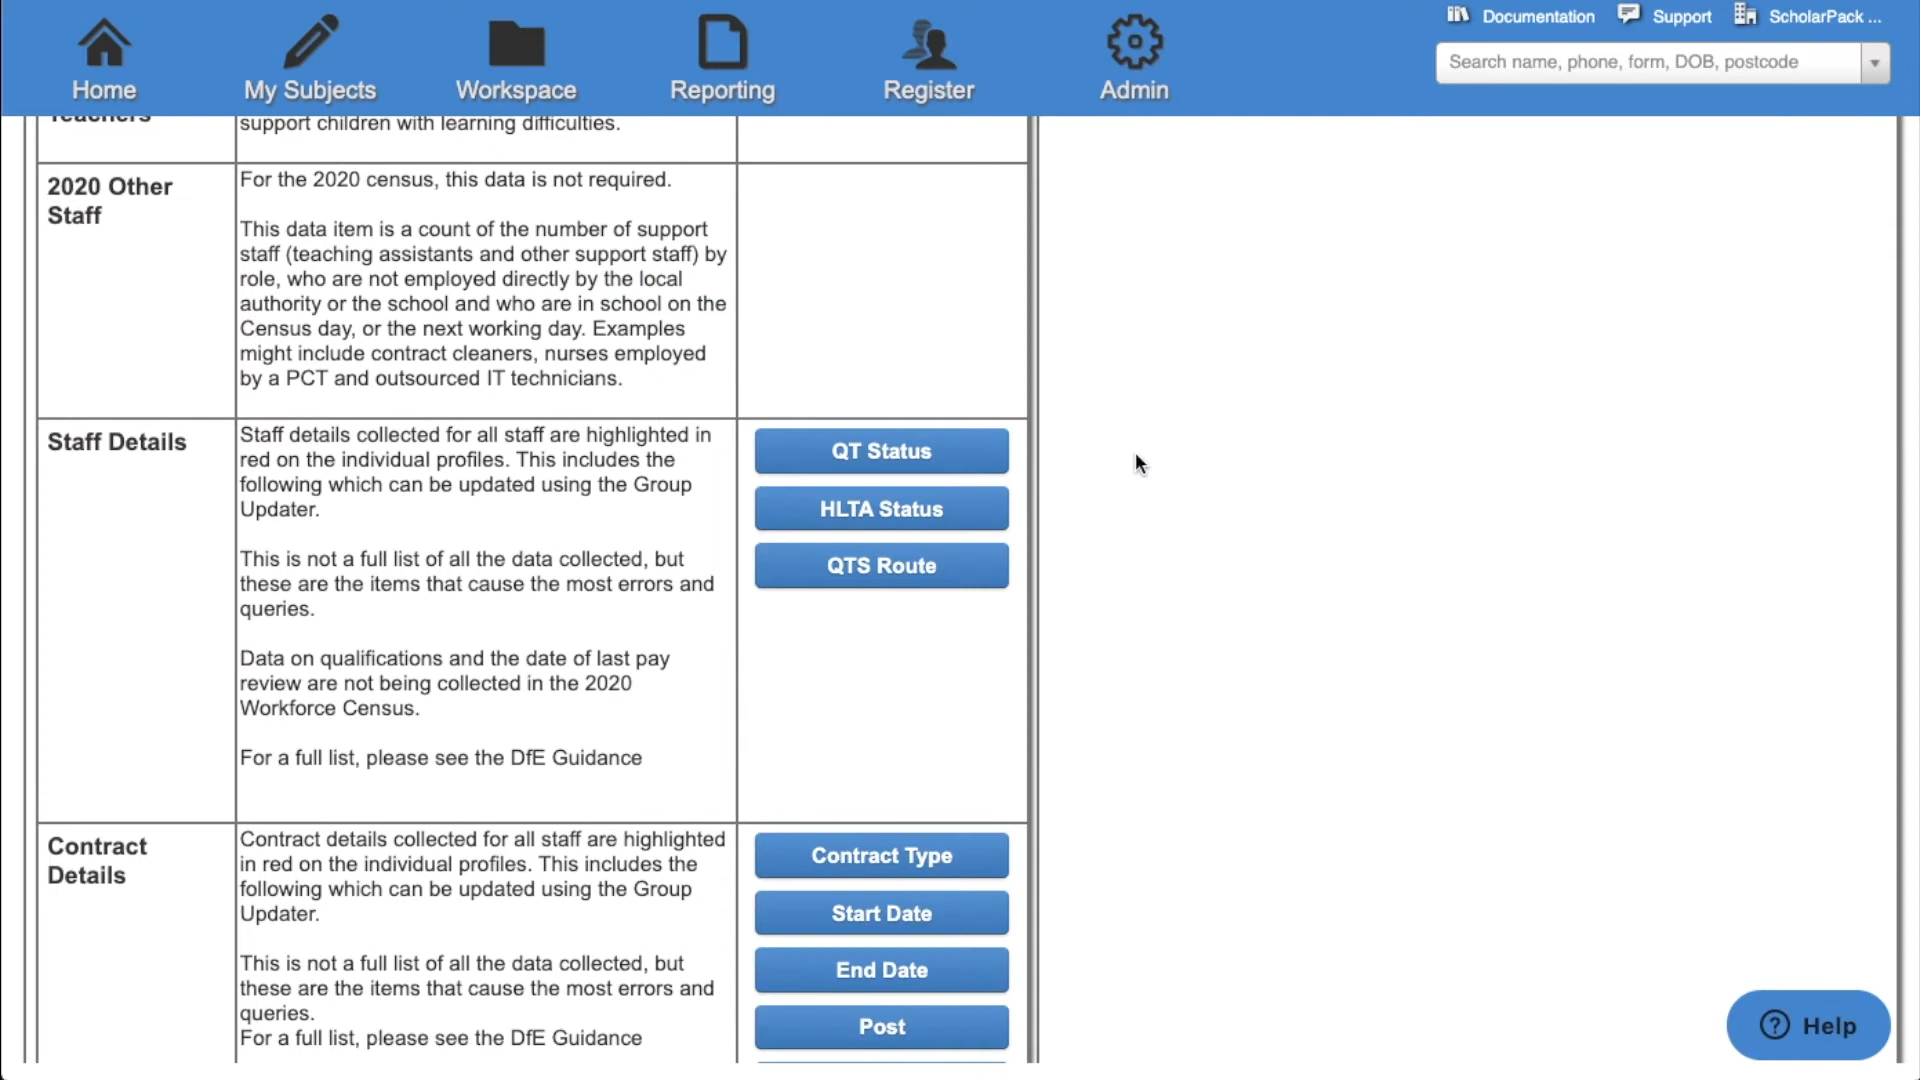 Documentation
Support
ScholarPack ...
Search name, phone, form, DOB, postcode
Home
My Subjects
Workspace
Reporting
Register
Admin
Teachers
support children with learning difficulties.
2020 Other
Staff
For the 2020 census, this data is not required.
This data item is a count of the number of support
staff (teaching assistants and other support staff) by
role, who are not employed directly by the local
authority or the school and who are in school on the
Census day, or the next working day. Examples
might include contract cleaners, nurses employed
by a PCT and outsourced IT technicians.
Staff Details
Staff details collected for all staff are highlighted in
red on the individual profiles. This includes the
following which can be updated using the Group
Updater.
This is not a full list of all the data collected, but
these are the items that cause the most errors and
queries.
Data on qualifications and the date of last pay
review are not being collected in the 2020
Workforce Census.
For a full list, please see the DfE Guidance
QT Status
HLTA Status
QTS Route
Contract
Details
Contract details collected for all staff are highlighted
in red on the individual profiles. This includes the
following which can be updated using the Group
Updater.
This is not a full list of all the data collected, but
these are the items that cause the most errors and
queries.
For a full list, please see the DfE Guidance
Contract Type
Start Date
End Date
Post
Help